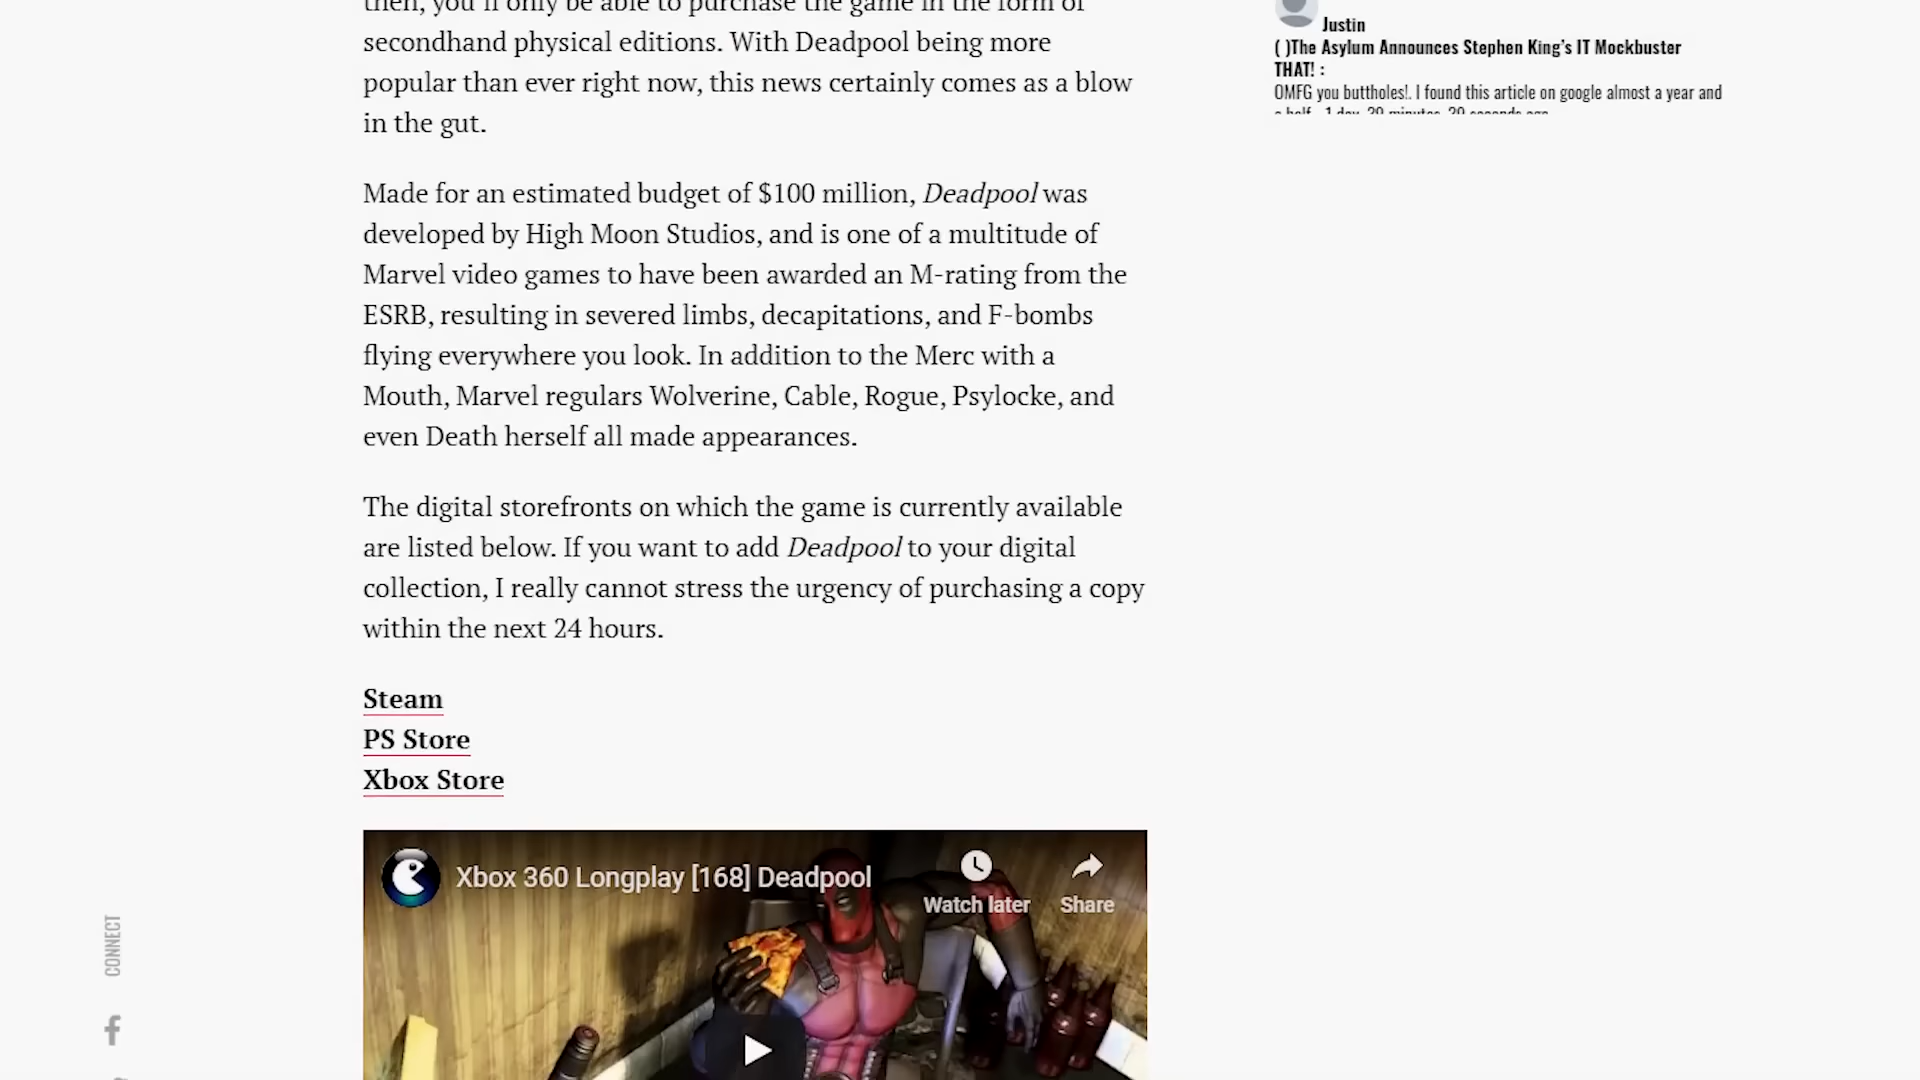 then, you'll only be able to purchase the game in the form of
secondhand physical editions. With Deadpool being more
popular than ever right now, this news certainly comes as a blow
in the gut.
Made for an estimated budget of $100 million, Deadpool was
developed by High Moon Studios, and is one of a multitude of
Marvel video games to have been awarded an M-rating from the
ESRB, resulting in severed limbs, decapitations, and F-bombs
flying everywhere you look. In addition to the Merc with a
Mouth, Marvel regulars Wolverine, Cable, Rogue, Psylocke, and
even Death herself all made appearances.
The digital storefronts on which the game is currently available
are listed below. If you want to add Deadpool to your digital
collection, I really cannot stress the urgency of purchasing a copy
within the next 24 hours.
Steam
PS Store
Xbox Store
Xbox 360 Longplay [168] Deadpool
Watch later
Share
CONNECT
Justin
( )The Asylum Announces Stephen King's IT Mockbuster
THAT! :
OMFG you buttholes!. I found this article on google almost a year and
a half - 1 day, 20 minutes, 20 seconds ago